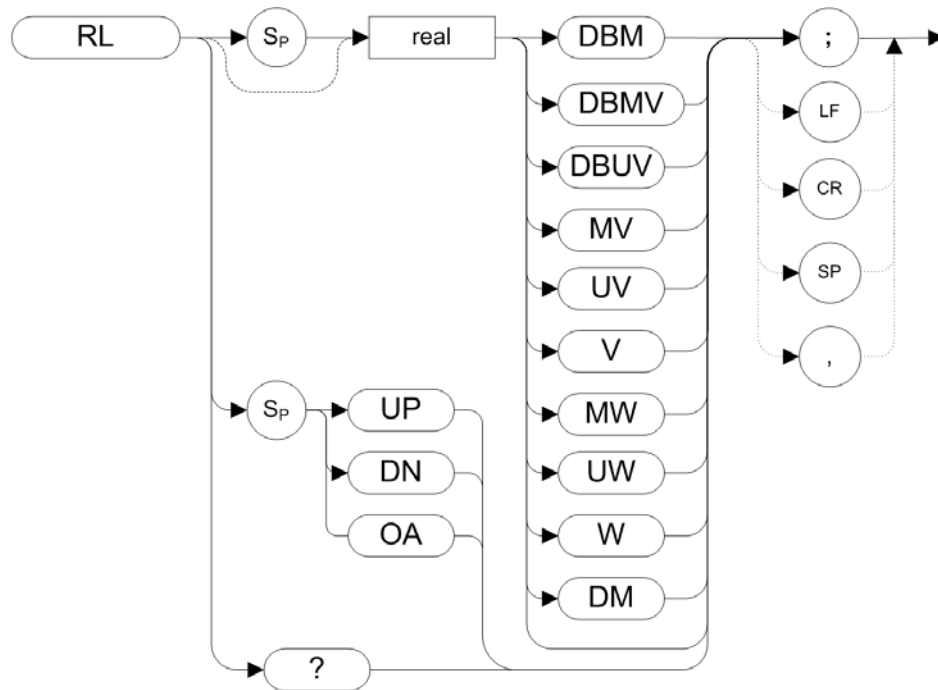 RL SP real DBM ;
DBMV LF
DBUV
CR
MV
SP
UV
V ,
SP UP MW
DN UW
OA W
DM
?